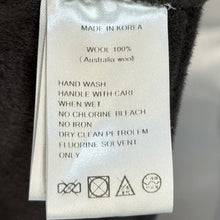 MADE IN KOREA
WOOL 100%
(Australia wool)
HAND WASH
HANDLE WITH CARE
WHEN WET
NO CHLORINE BLEACH
NO IRON
DRY CLEAN PETROLEM
FLUORINE SOLVENT
ONLY